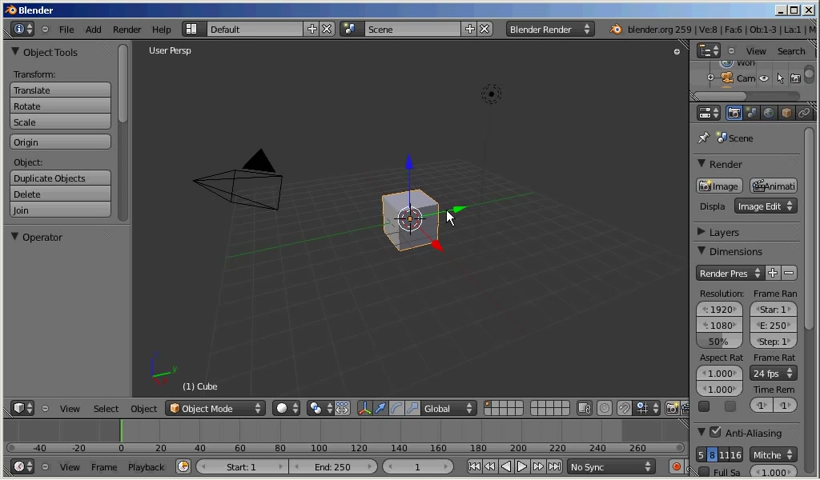 Blender
File Add Render Help Default Scene Blender Render blender.org 259 | Ve:8 | Fa:6 | Ob:1-3 | La:1 | M
Object Tools
Transform:
Translate
Rotate
Scale
Origin
Object:
Duplicate Objects
Delete
Join
Operator
User Persp
(1) Cube
View Search
Cam
Scene
Render
Image Animati
Displa Image Edit
Layers
Dimensions
Render Pres
Resolution: Frame Ran
: 1920 Star: 1
: 1080 E: 250
50% Step: 1
Aspect Rat Frame Rat
1.000 24 fps
1.000 Time Rem
Anti-Aliasing
5 8 11 16 Mitche
Full Sa 1.000
View Select Object Object Mode Global
-40 -20 0 20 40 60 80 100 120 140 160 180 200 220 240 260
View Frame Playback Start: 1 End: 250 1 No Sync